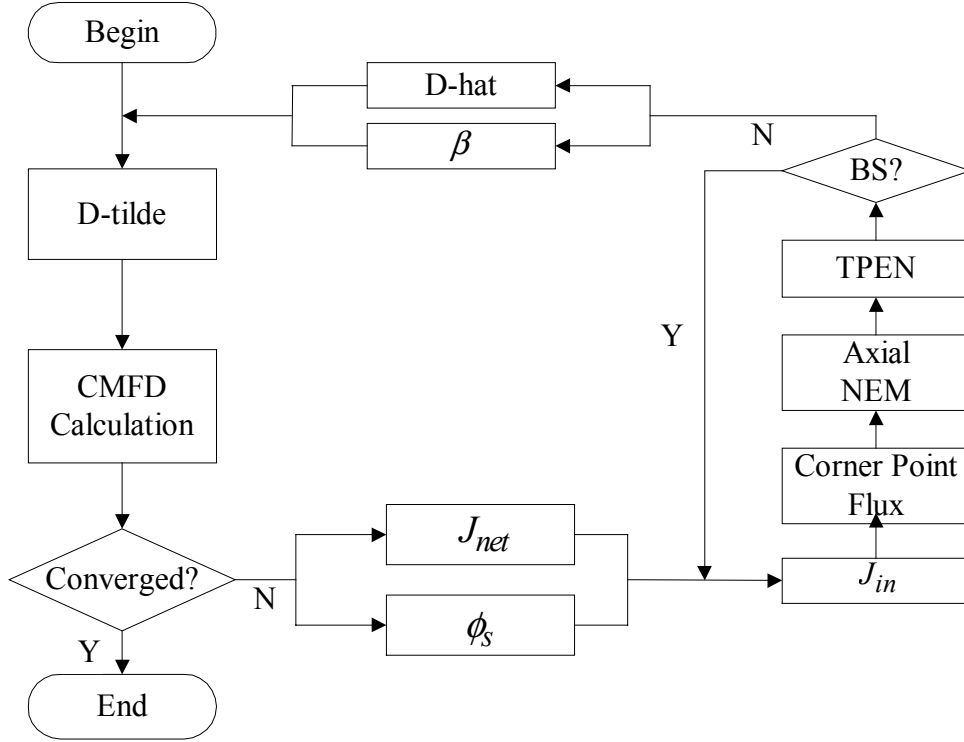 Begin
D-hat
β
N
BS?
D-tilde
TPEN
Y
Axial
NEM
CMFD
Calculation
Corner Point
Flux
J_net
Converged?
N
J_in
ϕ_s
Y
End